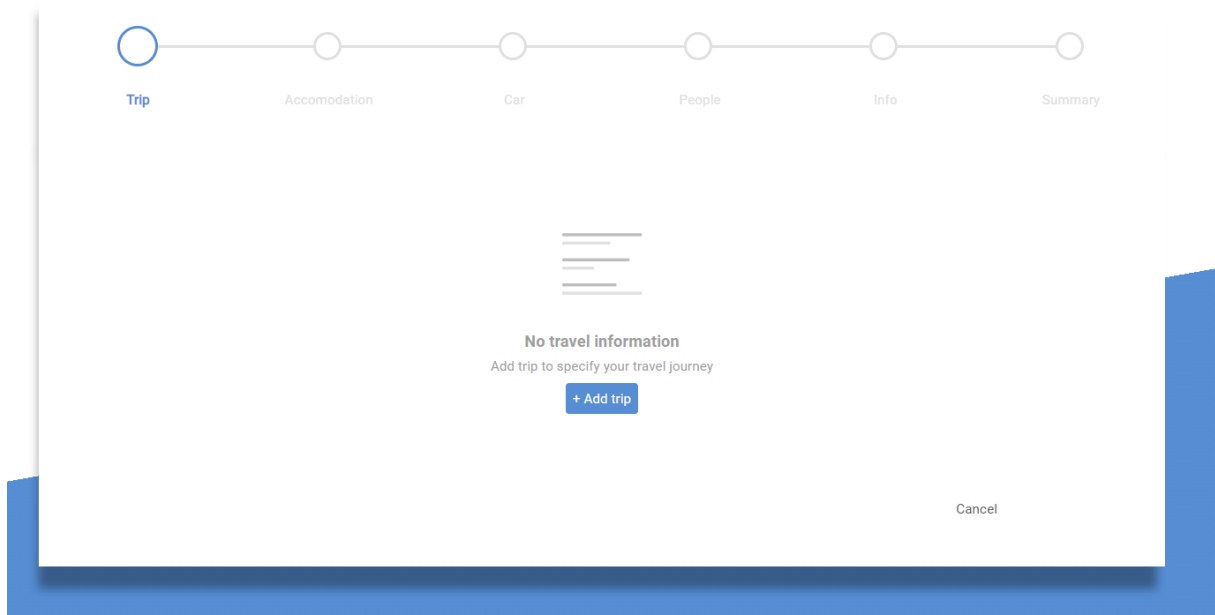 Trip Accomodation Car People Info Summary
No travel information
Add trip to specify your travel journey
+ Add trip
Cancel